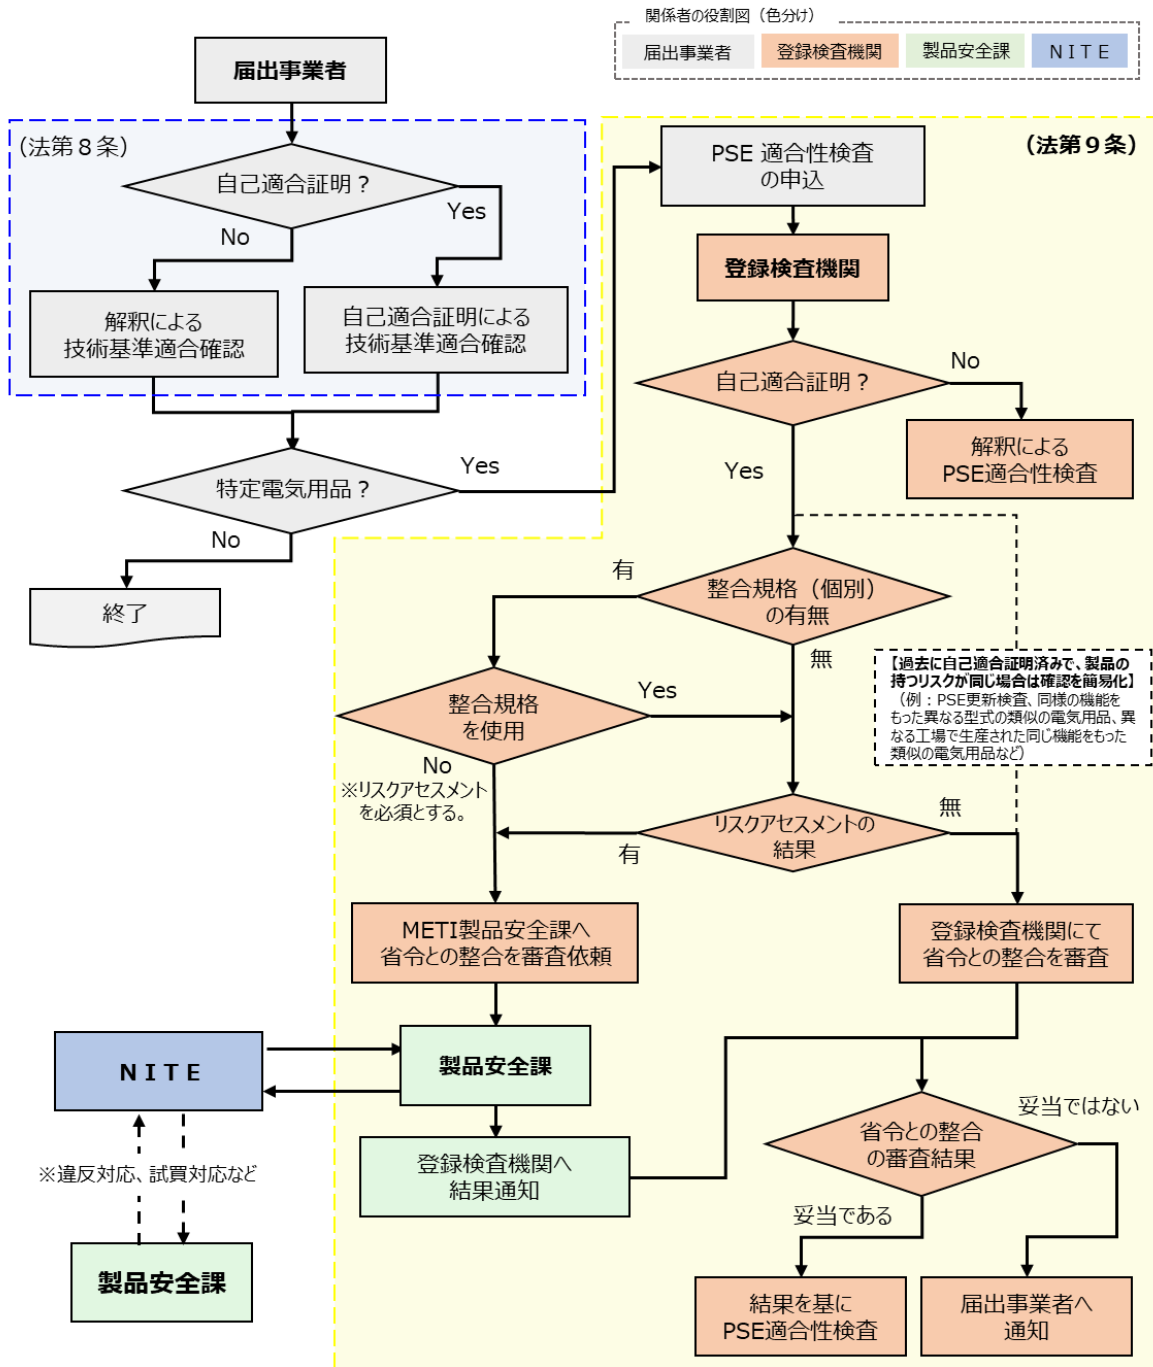 関係者の役割図（色分け）
届出事業者
登録検査機関
製品安全課
ＮＩＴＥ
届出事業者
（法第８条）
自己適合証明？
Yes
No
解釈による
技術基準適合確認
自己適合証明による
技術基準適合確認
特定電気用品？
Yes
No
終了
（法第９条）
PSE 適合性検査
の申込
登録検査機関
自己適合証明？
No
Yes
解釈による
PSE適合性検査
整合規格（個別）
の有無
有
無
【過去に自己適合証明済みで、製品の
持つリスクが同じ場合は確認を簡易化】
（例：PSE更新検査、同様の機能を
もった異なる型式の類似の電気用品、異
なる工場で生産された同じ機能をもった
類似の電気用品など）
整合規格
を使用
Yes
No
※リスクアセスメント
を必須とする。
リスクアセスメントの
結果
無
有
METI製品安全課へ
省令との整合を審査依頼
登録検査機関にて
省令との整合を審査
製品安全課
ＮＩＴＥ
※違反対応、試買対応など
製品安全課
登録検査機関へ
結果通知
省令との整合
の審査結果
妥当ではない
妥当である
結果を基に
PSE適合性検査
届出事業者へ
通知